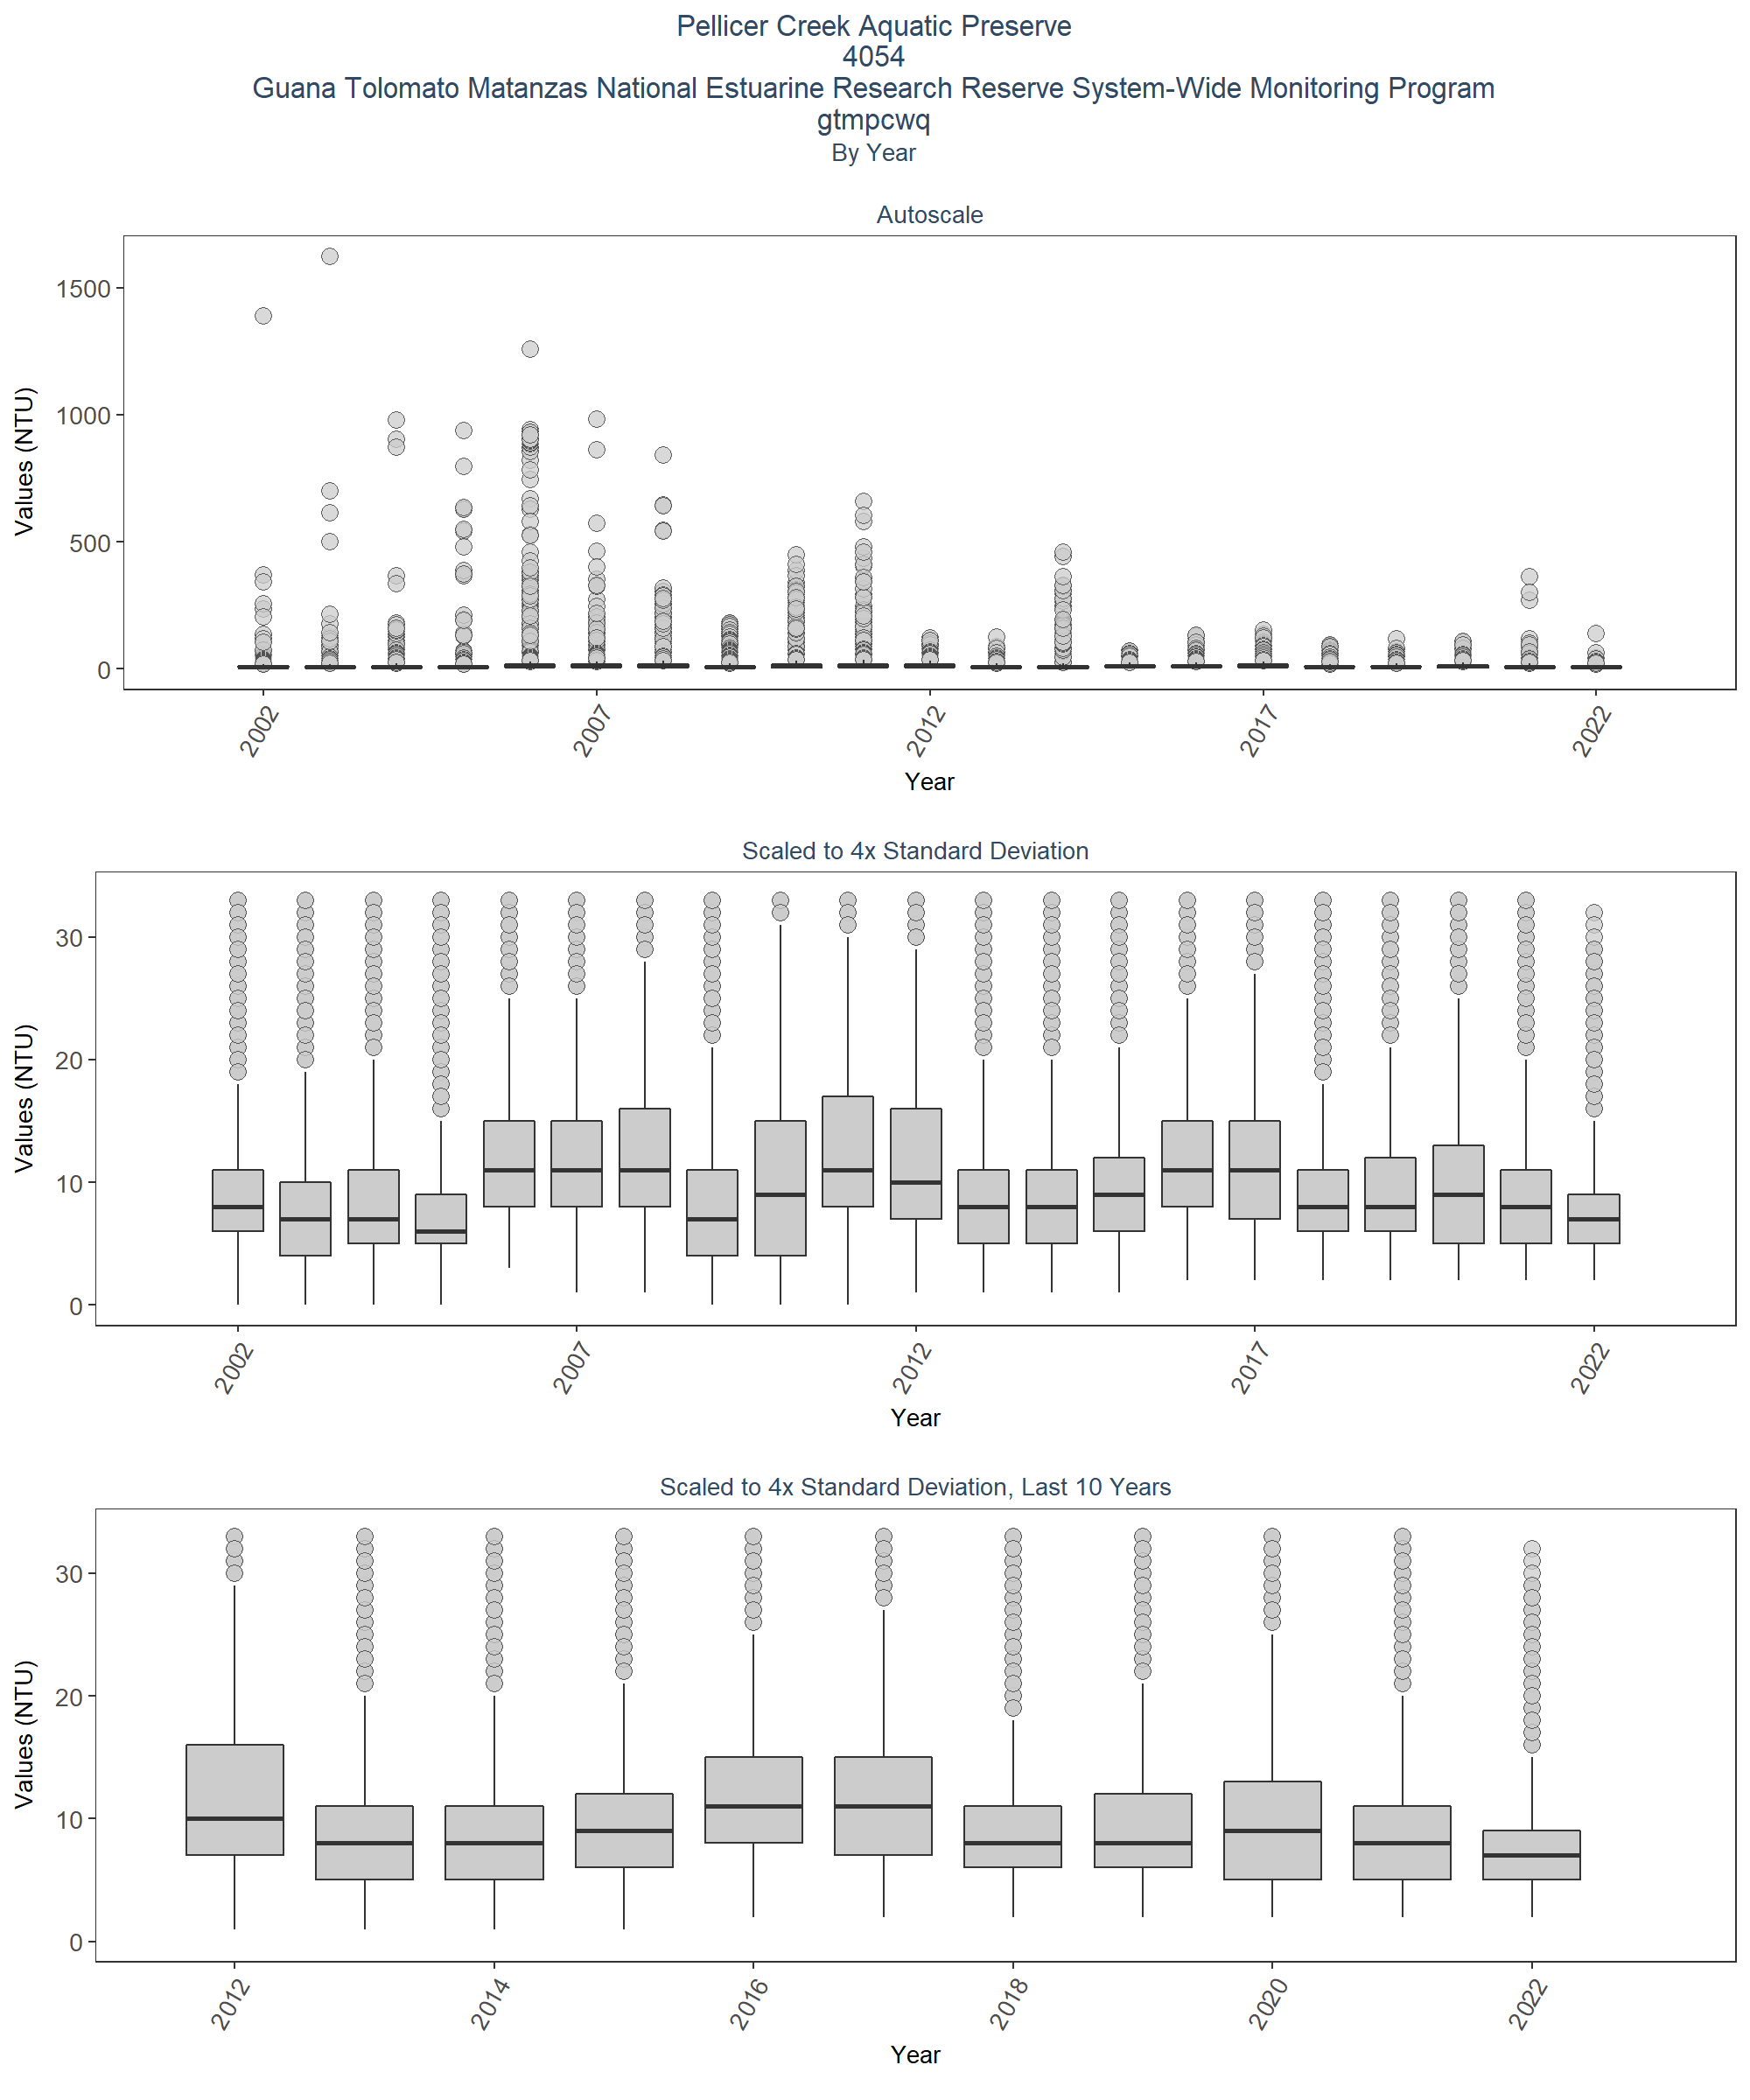 Pellicer Creek Aquatic Preserve
4054
Guana Tolomato Matanzas National Estuarine Research Reserve System-Wide Monitoring Program
gtmpcwq
By Year
Autoscale
Values (NTU)
1500
1000
500
0
2002 2007 2012 2017 2022
Year
Scaled to 4x Standard Deviation
Values (NTU)
30
20
10
0
2002 2007 2012 2017 2022
Year
Scaled to 4x Standard Deviation, Last 10 Years
Values (NTU)
30
20
10
0
2012 2014 2016 2018 2020 2022
Year